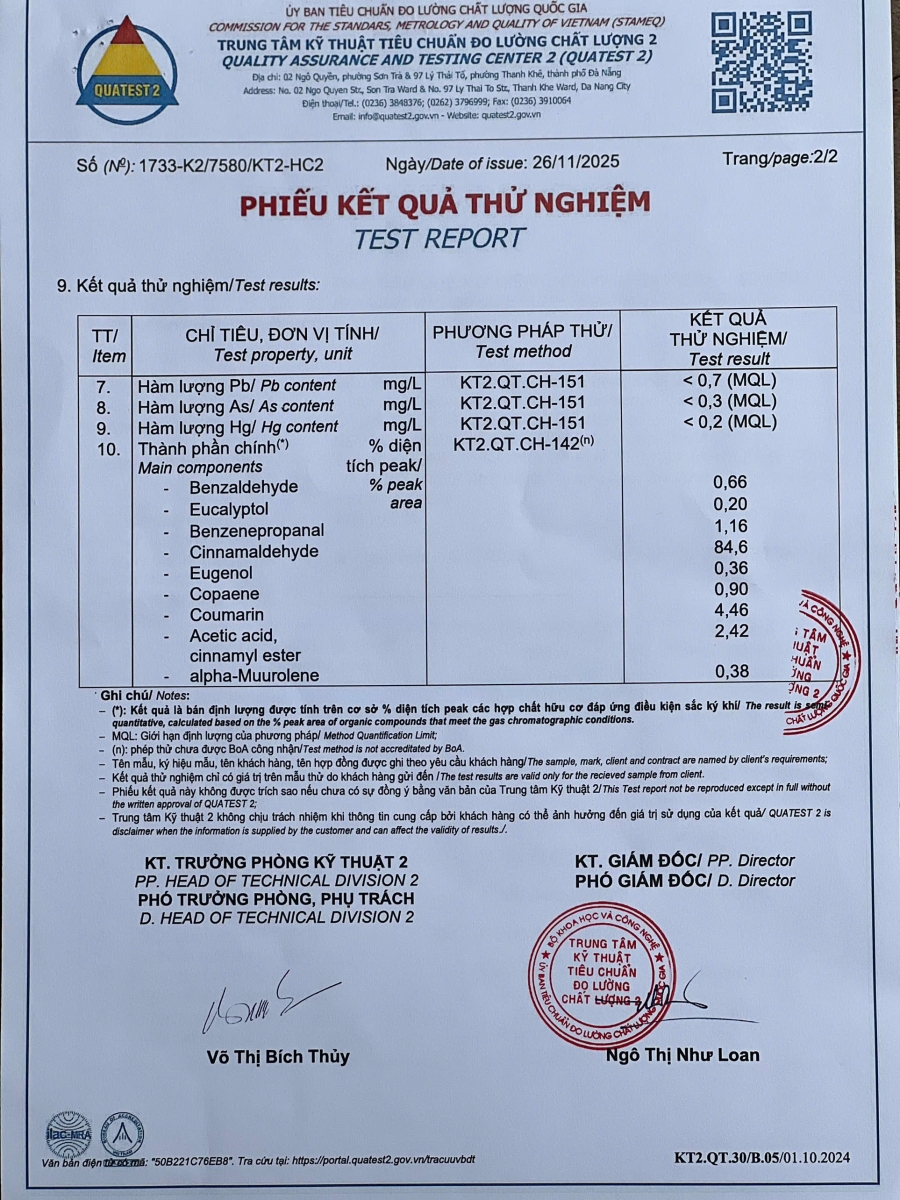 ỦY BAN TIÊU CHUẨN ĐO LƯỜNG CHẤT LƯỢNG QUỐC GIA
COMMISSION FOR THE STANDARS, METROLOGY AND QUALITY OF VIETNAM (STAMEQ)
TRUNG TÂM KỸ THUẬT TIÊU CHUẨN ĐO LƯỜNG CHẤT LƯỢNG 2
QUALITY ASSURANCE AND TESTING CENTER 2 (QUATEST 2)
Địa chỉ: 02 Ngô Quyền, phường Sơn Trà & 97 Lý Thái Tổ, phường Thanh Khê, thành phố Đà Nẵng
Address: No. 02 Ngo Quyen Str, Son Tra Ward & No. 97 Ly Thai To Str, Thanh Khe Ward, Da Nang City
Điện thoại/Tel.: (0236) 3848376; (0262) 3796999; Fax: (0236) 3910064
Email: info@quatest2.gov.vn - Website: quatest2.gov.vn
QUATEST 2
Số (Nº): 1733-K2/7580/KT2-HC2 Ngày/Date of issue: 26/11/2025 Trang/page:2/2
PHIẾU KẾT QUẢ THỬ NGHIỆM
TEST REPORT
9. Kết quả thử nghiệm/Test results:
TT/ Item CHỈ TIÊU, ĐƠN VỊ TÍNH/ Test property, unit PHƯƠNG PHÁP THỬ/ Test method KẾT QUẢ THỬ NGHIỆM/ Test result
7. Hàm lượng Pb/ Pb content mg/L KT2.QT.CH-151 < 0,7 (MQL)
8. Hàm lượng As/ As content mg/L KT2.QT.CH-151 < 0,3 (MQL)
9. Hàm lượng Hg/ Hg content mg/L KT2.QT.CH-151 < 0,2 (MQL)
10. Thành phần chính(*) % diện KT2.QT.CH-142(n)
Main components tích peak/
- Benzaldehyde % peak 0,66
- Eucalyptol area 0,20
- Benzenepropanal 1,16
- Cinnamaldehyde 84,6
- Eugenol 0,36
- Copaene 0,90
- Coumarin 4,46
- Acetic acid, 2,42
cinnamyl ester
- alpha-Muurolene 0,38
Ghi chú/ Notes:
– (*): Kết quả là bán định lượng được tính trên cơ sở % diện tích peak các hợp chất hữu cơ đáp ứng điều kiện sắc ký khí/ The result is semi-
quantitive, calculated based on the % peak area of organic compounds that meet the gas chromatographic conditions.
– MQL: Giới hạn định lượng của phương pháp/ Method Quantification Limit;
– (n): phép thử chưa được BoA công nhận/Test method is not accredited by BoA.
– Tên mẫu, ký hiệu mẫu, tên khách hàng, tên hợp đồng được ghi theo yêu cầu khách hàng/The sample, mark, client and contract are named by client's requirements;
– Kết quả thử nghiệm chỉ có giá trị trên mẫu thử do khách hàng gửi đến /The test results are valid only for the recieved sample from client.
– Phiếu kết quả này không được trích sao nếu chưa có sự đồng ý bằng văn bản của Trung tâm Kỹ thuật 2/This Test report not be reproduced except in full without
the written approval of QUATEST 2;
– Trung tâm Kỹ thuật 2 không chịu trách nhiệm khi thông tin cung cấp bởi khách hàng có thể ảnh hưởng đến giá trị sử dụng của kết quả/ QUATEST 2 is
disclaimer when the information is supplied by the customer and can affect the validity of results./.
KT. TRƯỞNG PHÒNG KỸ THUẬT 2
PP. HEAD OF TECHNICAL DIVISION 2
PHÓ TRƯỞNG PHÒNG, PHỤ TRÁCH
D. HEAD OF TECHNICAL DIVISION 2
KT. GIÁM ĐỐC/ PP. Director
PHÓ GIÁM ĐỐC/ D. Director
BỘ KHOA HỌC VÀ CÔNG NGHỆ
TRUNG TÂM
KỸ THUẬT
TIÊU CHUẨN
ĐO LƯỜNG
CHẤT LƯỢNG 2
ỦY BAN TIÊU CHUẨN ĐO LƯỜNG CHẤT LƯỢNG QUỐC GIA
Võ Thị Bích Thủy
Ngô Thị Như Loan
ilac-MRA
Văn bản điện tử có mã: "50B221C76EB8". Tra cứu tại: https://portal.quatest2.gov.vn/tracuuvbdt
KT2.QT.30/B.05/01.10.2024